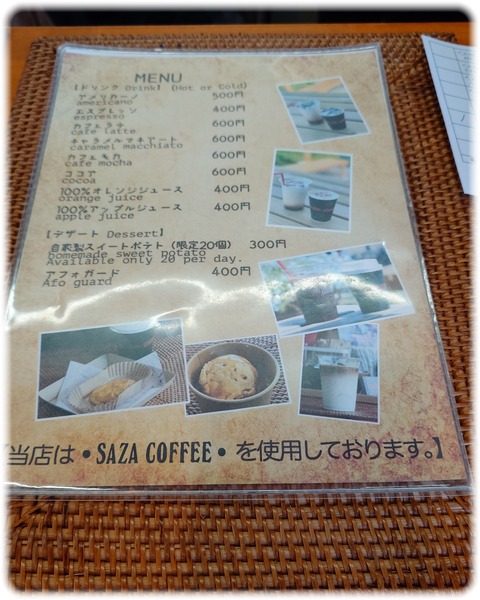 MENU
【ドリンク Drink】 (Hot or Cold)
アメリカーノ 500円
americano
エスプレッソ 400円
espresso
カフェラテ 600円
cafe latte
キャラメルマキアート 600円
caramel macchiato
カフェモカ 600円
cafe mocha
ココア 600円
cocoa
100%オレンジジュース 400円
orange juice
100%アップルジュース 400円
apple juice
【デザート Dessert】
自家製スイートポテト (限定20個) 300円
homemade sweet potato
Available only 20 per day.
アフォガード 400円
Afo guard
【当店は・SAZA COFFEE・を使用しております。】